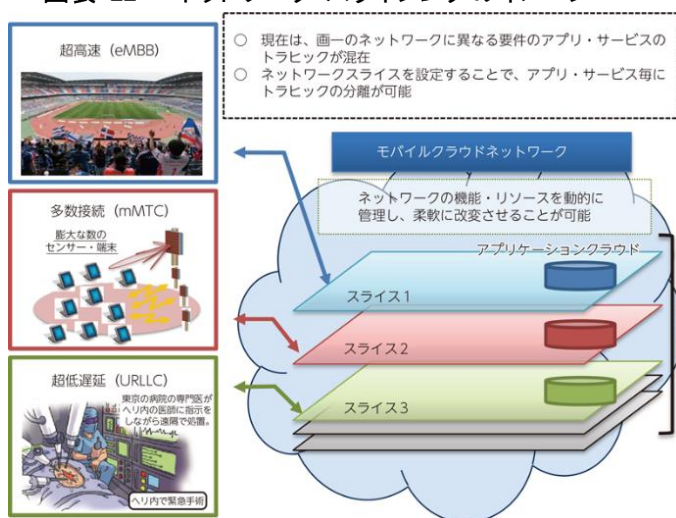 超高速（eMBB）
○ 現在は、画一のネットワークに異なる要件のアプリ・サービスの
トラヒックが混在
○ ネットワークスライスを設定することで、アプリ・サービス毎に
トラヒックの分離が可能
モバイルクラウドネットワーク
ネットワークの機能・リソースを動的に
管理し、柔軟に改変させることが可能
多数接続（mMTC）
膨大な数の
センサー・端末
アプリケーションクラウド
スライス1
スライス2
スライス3
超低遅延（URLLC）
東京の病院の専門医が
ヘリ内の医師に指示を
しながら遠隔で処置。
ヘリ内で緊急手術